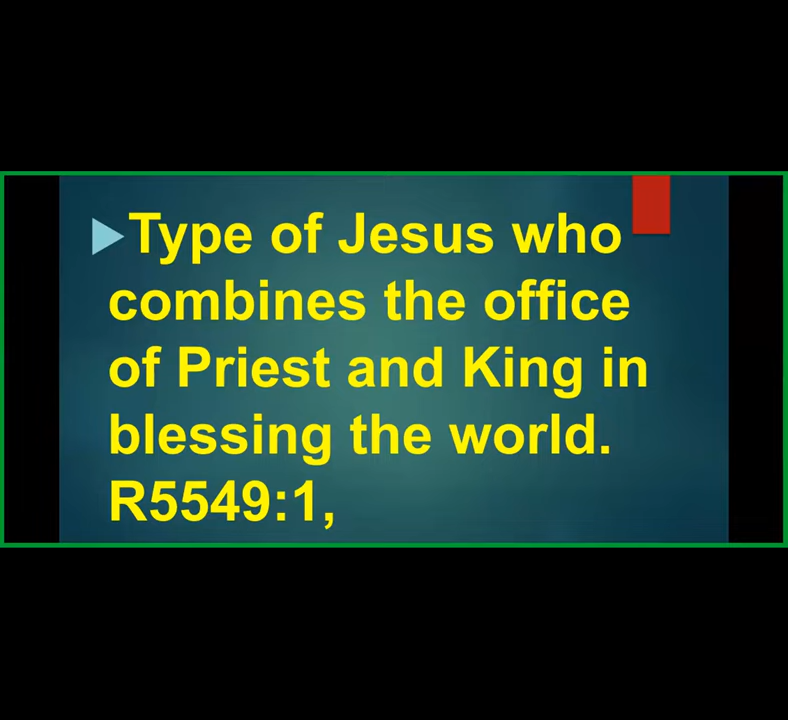 Type of Jesus who
combines the office
of Priest and King in
blessing the world.
R5549:1,